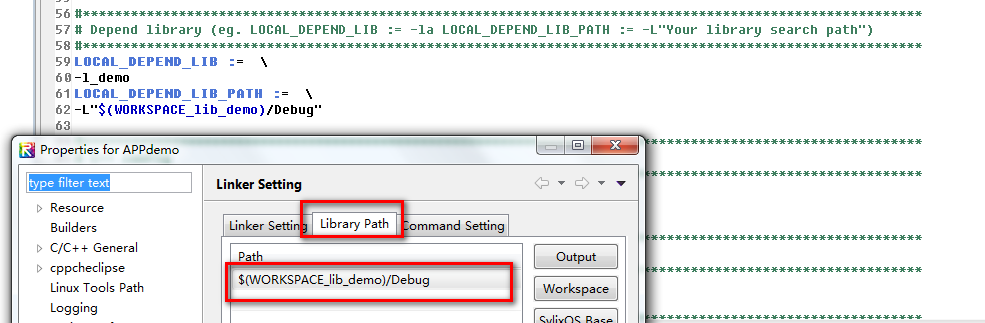 56 #***********************************************************************************
57 # Depend library (eg. LOCAL_DEPEND_LIB := -la LOCAL_DEPEND_LIB_PATH := -L"Your library search path")
58 #***********************************************************************************
59 LOCAL_DEPEND_LIB :=  \
60 -l_demo
61 LOCAL_DEPEND_LIB_PATH :=  \
62 -L"$(WORKSPACE_lib_demo)/Debug"
63
Properties for APPdemo
type filter text
Resource
Builders
C/C++ General
cppcheclipse
Linux Tools Path
Logging
Linker Setting
Linker Setting
Library Path
Command Setting
Path
$(WORKSPACE_lib_demo)/Debug
Output
Workspace
SylixOS Base